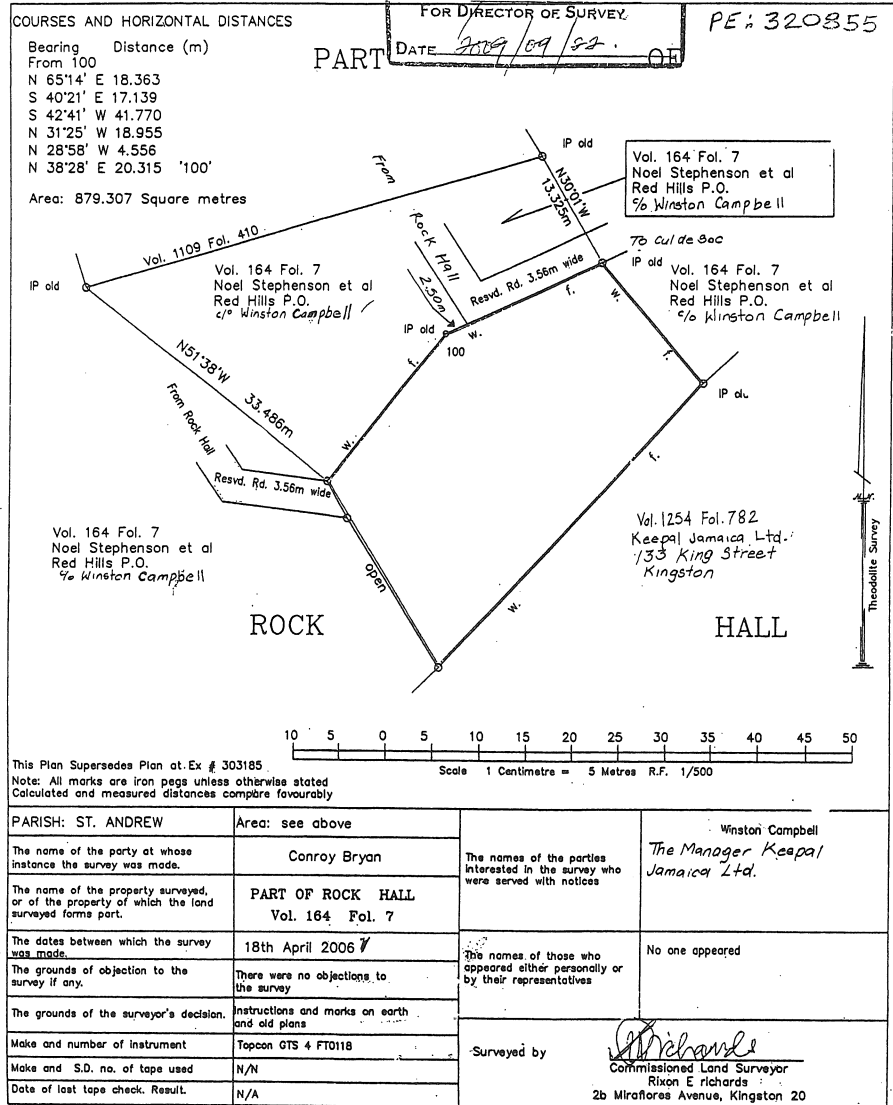 COURSES AND HORIZONTAL DISTANCES
Bearing Distance (m)
From 100
N 65°14' E 18.363
S 40°21' E 17.139
S 42°41' W 41.770
N 31°25' W 18.955
N 28°58' W 4.556
N 38°28' E 20.315 '100'
Area: 879.307 Square metres
FOR DIRECTOR OF SURVEY
DATE
PE: 320855
PART OF
From
Rock Hall
2.50m
IP old
N30°01'W
13.325m
Vol. 164 Fol. 7
Noel Stephenson et al
Red Hills P.O.
c/o Winston Campbell
To Cul de Sac
Vol. 1109 Fol. 410
IP old
Vol. 164 Fol. 7
Noel Stephenson et al
Red Hills P.O.
c/o Winston Campbell
Resvd. Rd. 3.56m wide
f.
w.
IP old
100
IP old
Vol. 164 Fol. 7
Noel Stephenson et al
Red Hills P.O.
c/o Winston Campbell
w.
f.
IP old
N51°38'W
33.486m
f.
w.
From Rock Hall
Resvd. Rd. 3.56m wide
Vol. 164 Fol. 7
Noel Stephenson et al
Red Hills P.O.
c/o Winston Campbell
open
f.
w.
Vol. 1254 Fol. 782
Keepal Jamaica Ltd.
133 King Street
Kingston
ROCK HALL
Theodolite Survey
10 5 0 5 10 15 20 25 30 35 40 45 50
Scale 1 Centimetre = 5 Metres R.F. 1/500
This Plan Supersedes Plan at Ex # 303185
Note: All marks are iron pegs unless otherwise stated
Calculated and measured distances compare favourably
PARISH: ST. ANDREW
Area: see above
The name of the party at whose
instance the survey was made.
Conroy Bryan
The name of the property surveyed,
or of the property of which the land
surveyed forms part.
PART OF ROCK HALL
Vol. 164 Fol. 7
The dates between which the survey
was made.
18th April 2006
The grounds of objection to the
survey if any.
There were no objections to
the survey
The grounds of the surveyor's decision.
Instructions and marks on earth
and old plans
Make and number of instrument
Topcon GTS 4 FT0118
Make and S.D. no. of tape used
N/N
Date of last tape check. Result.
N/A
The names of the parties
interested in the survey who
were served with notices
Winston Campbell
The Manager Keepal
Jamaica Ltd.
The names of those who
appeared either personally or
by their representatives
No one appeared
Surveyed by
Commissioned Land Surveyor
Rixon E richards
2b Miraflores Avenue, Kingston 20